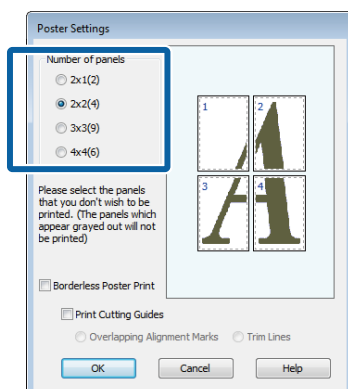 Poster Settings
Number of panels
2x1(2)
2x2(4)
3x3(9)
4x4(6)
1
2
3
4
Please select the panels
that you don't wish to be
printed. (The panels which
appear grayed out will not
be printed)
Borderless Poster Print
Print Cutting Guides
Overlapping Alignment Marks
Trim Lines
OK
Cancel
Help